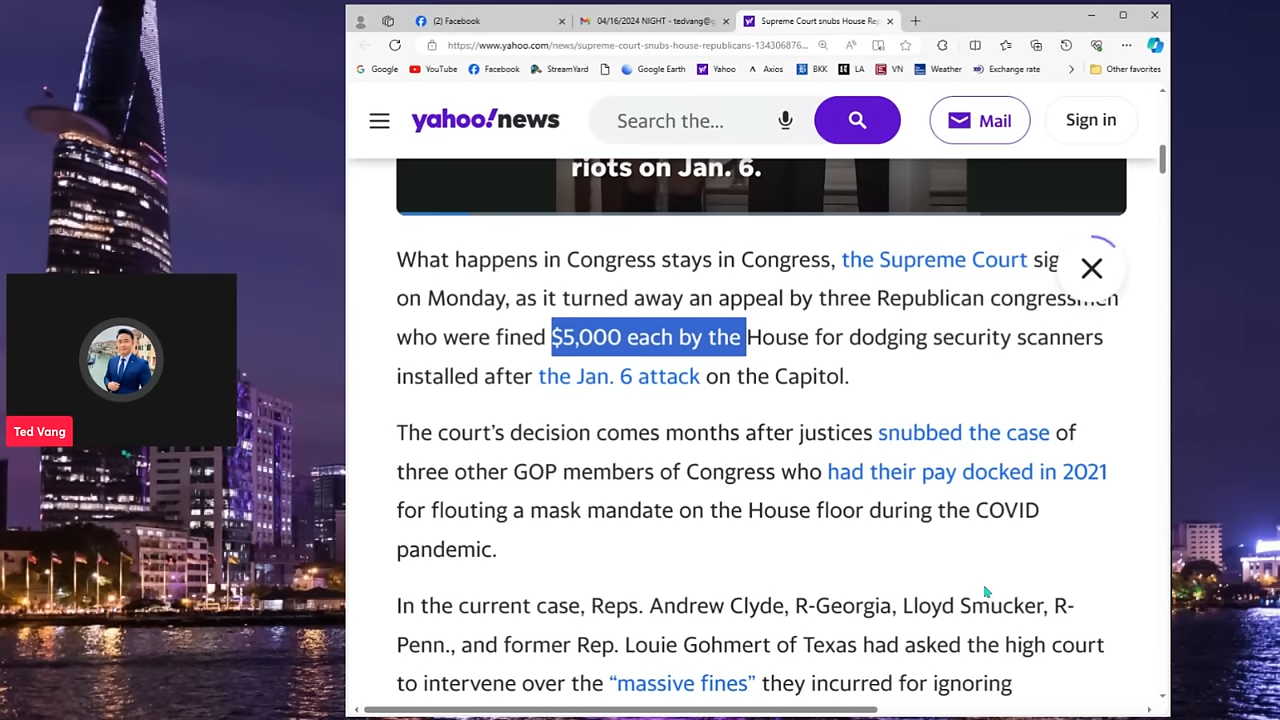 (2) Facebook
04/16/2024 NIGHT - tedvang@
Supreme Court snubs House Rep
https://www.yahoo.com/news/supreme-court-snubs-house-republicans-134306876...
Google YouTube Facebook StreamYard Google Earth Yahoo Axios BKK LA VN Weather Exchange rate Other favorites
yahoo!news
Search the...
Mail
Sign in
riots on Jan. 6.
What happens in Congress stays in Congress, the Supreme Court sig
on Monday, as it turned away an appeal by three Republican congressmen
who were fined $5,000 each by the House for dodging security scanners
installed after the Jan. 6 attack on the Capitol.
The court’s decision comes months after justices snubbed the case of
three other GOP members of Congress who had their pay docked in 2021
for flouting a mask mandate on the House floor during the COVID
pandemic.
In the current case, Reps. Andrew Clyde, R-Georgia, Lloyd Smucker, R-
Penn., and former Rep. Louie Gohmert of Texas had asked the high court
to intervene over the “massive fines” they incurred for ignoring
Ted Vang